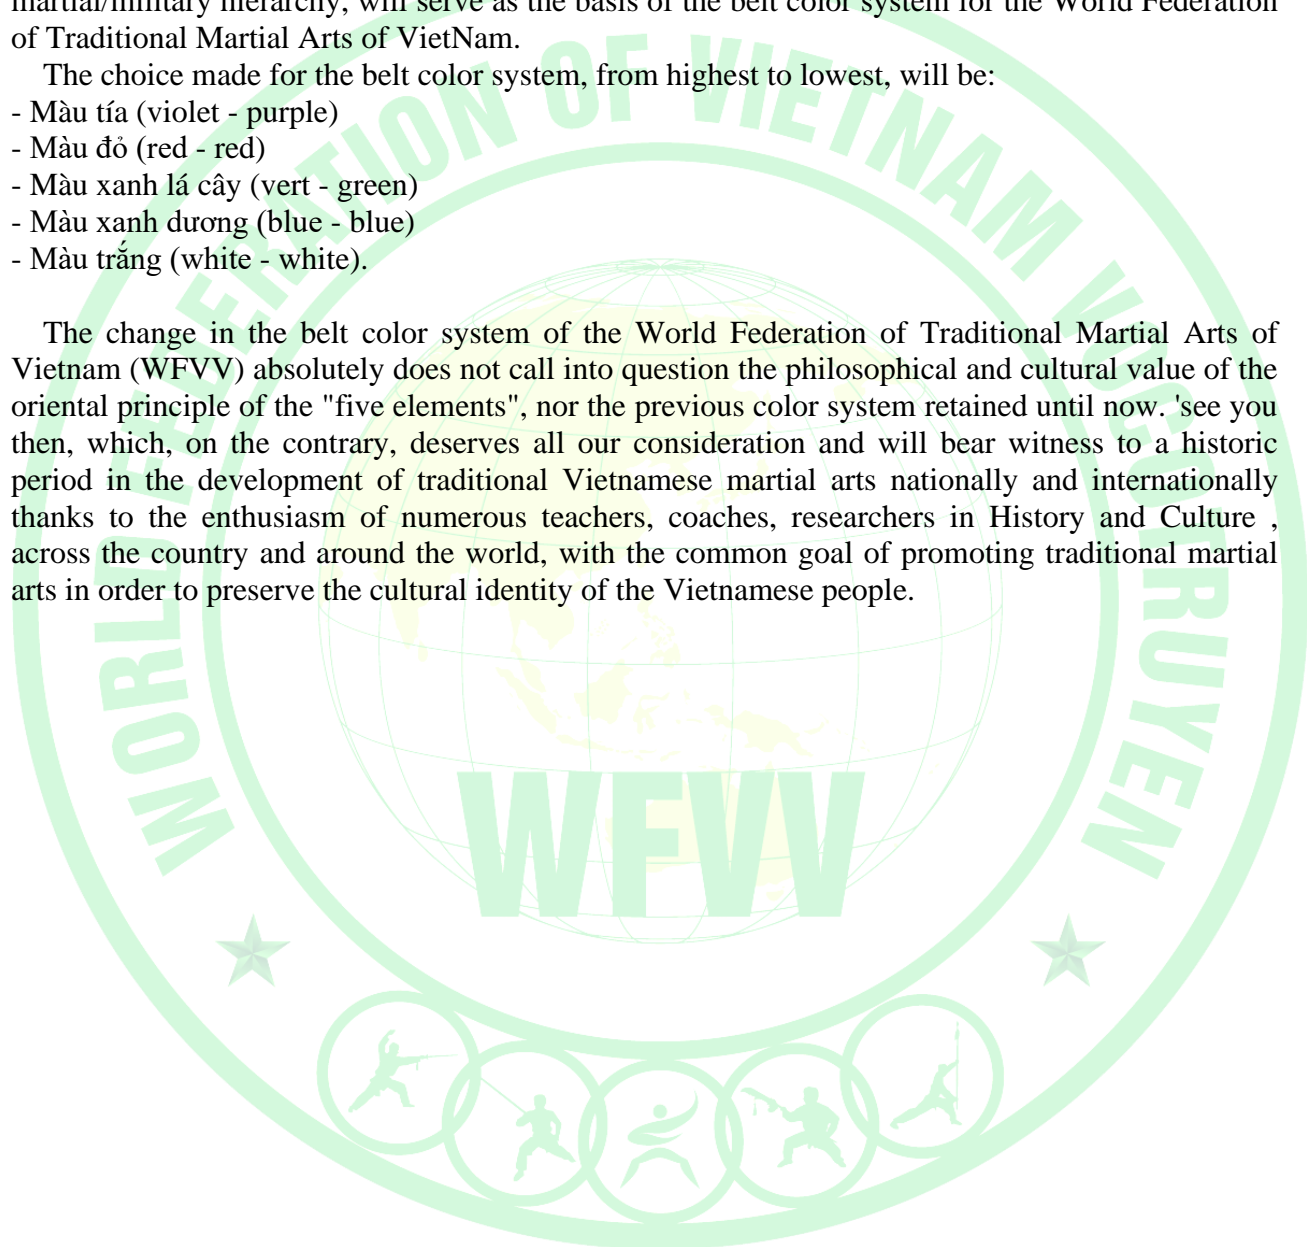 martial/military hierarchy, will serve as the basis of the belt color system for the World Federation
of Traditional Martial Arts of VietNam.
The choice made for the belt color system, from highest to lowest, will be:
- Màu tía (violet - purple)
- Màu đỏ (red - red)
- Màu xanh lá cây (vert - green)
- Màu xanh dương (blue - blue)
- Màu trắng (white - white).
The change in the belt color system of the World Federation of Traditional Martial Arts of
Vietnam (WFVV) absolutely does not call into question the philosophical and cultural value of the
oriental principle of the "five elements", nor the previous color system retained until now. 'see you
then, which, on the contrary, deserves all our consideration and will bear witness to a historic
period in the development of traditional Vietnamese martial arts nationally and internationally
thanks to the enthusiasm of numerous teachers, coaches, researchers in History and Culture ,
across the country and around the world, with the common goal of promoting traditional martial
arts in order to preserve the cultural identity of the Vietnamese people.
WORLD FEDERATION OF VIETNAM VOCOTRUYEN
WFVV